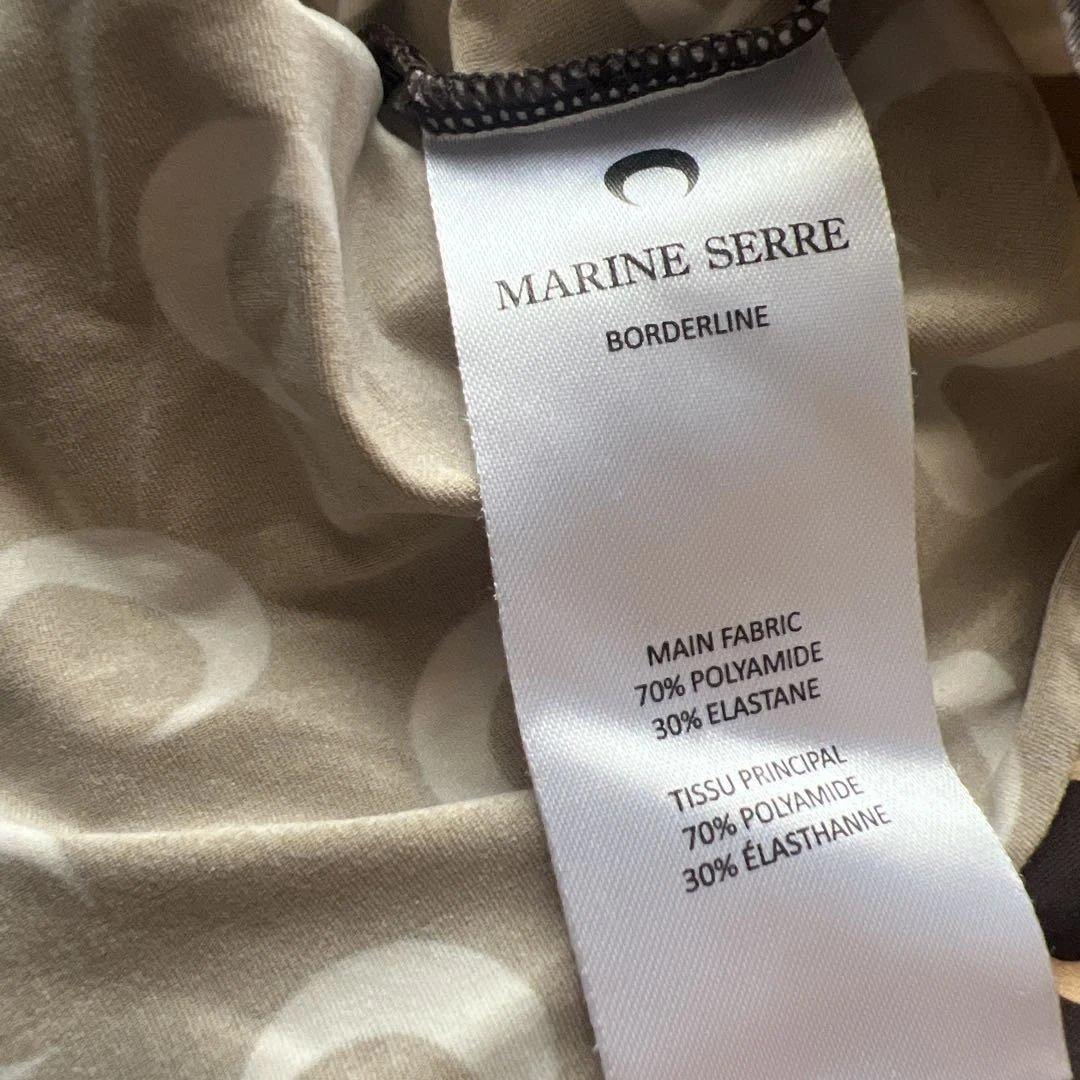 MARINE SERRE
BORDERLINE
MAIN FABRIC
70% POLYAMIDE
30% ELASTANE
TISSU PRINCIPAL
70% POLYAMIDE
30% ÉLASTHANNE